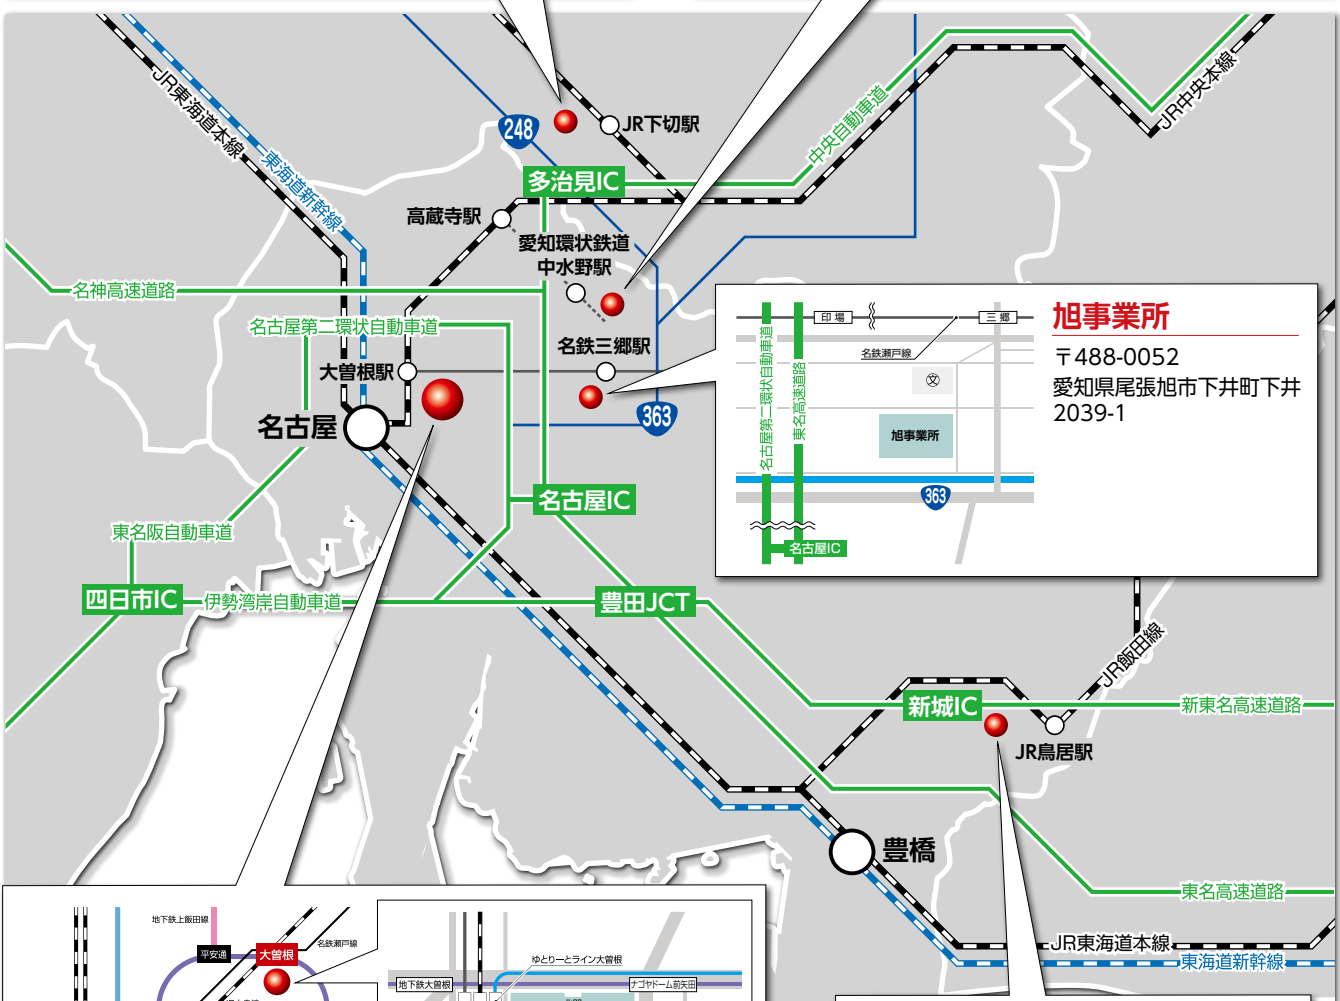 JR東海道本線
東海道新幹線
248
JR下切駅
中央自動車道
JR中央本線
多治見IC
高蔵寺駅
愛知環状鉄道
中水野駅
名神高速道路
名古屋第二環状自動車道
名鉄三郷駅
大曽根駅
名古屋
363
印場
三郷
名鉄瀬戸線
名古屋第二環状自動車道
東名高速道路
文
旭事業所
363
名古屋IC
旭事業所
〒488-0052
愛知県尾張旭市下井町下井
2039-1
名古屋IC
東名阪自動車道
四日市IC
伊勢湾岸自動車道
豊田JCT
JR飯田線
新城IC
新東名高速道路
JR鳥居駅
豊橋
東名高速道路
JR東海道本線
東海道新幹線
地下鉄上飯田線
平安通
大曽根
名鉄瀬戸線
ゆとりーとライン大曽根
地下鉄大曽根
ナゴヤドーム前矢田